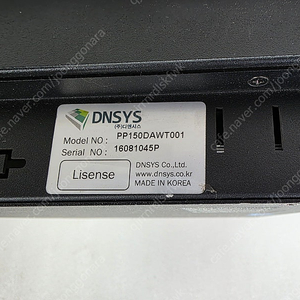 DNSYS
(주)디엔시스
Model NO : PP150DAWT001
Serial NO : 16081045P
Lisense
DNSYS Co.,Ltd.
www.dnsys.co.kr
MADE IN KOREA